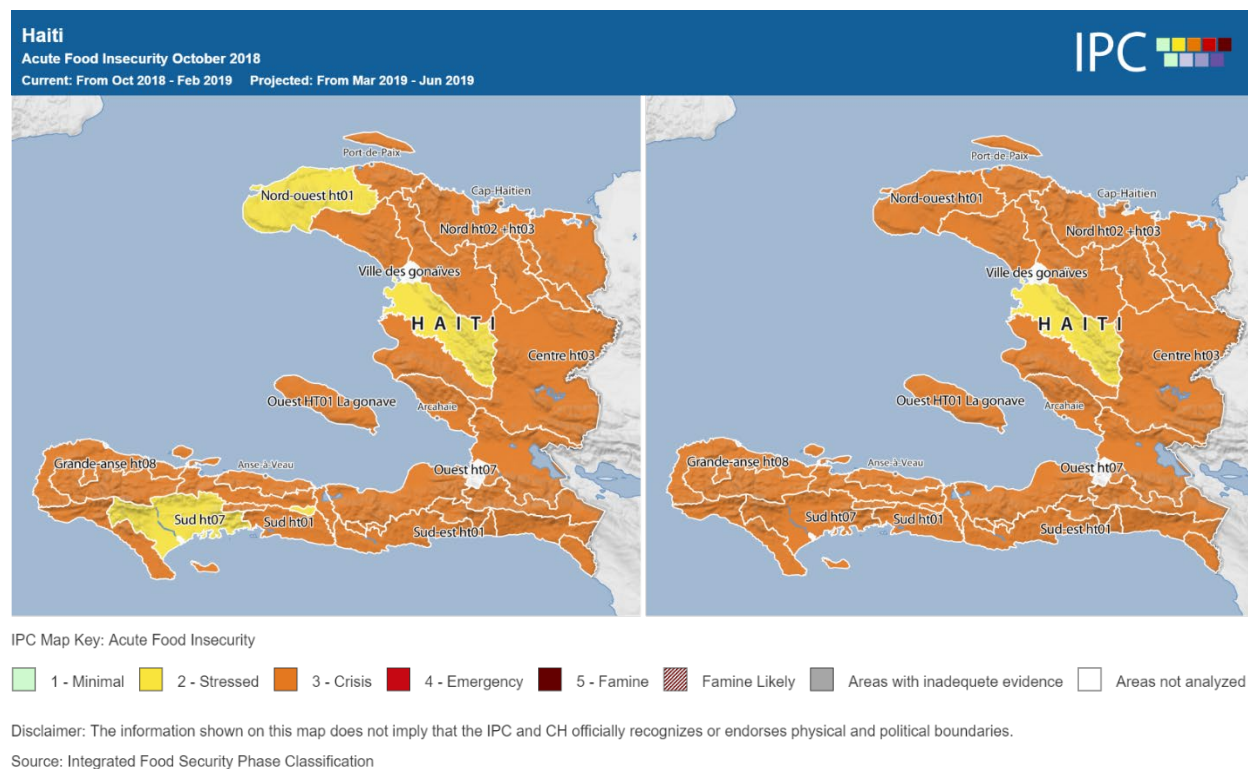 Haiti
Acute Food Insecurity October 2018
Current: From Oct 2018 - Feb 2019 Projected: From Mar 2019 - Jun 2019
IPC
Port-de-Paix
Nord-ouest ht01
Cap-Haïtien
Nord ht02 +ht03
Ville des gonaïves
HAITI
Centre ht03
Ouest HT01 La gonave
Arcahaie
Grande-anse ht08
Anse-à-Veau
Ouest ht07
Sud ht07
Sud ht01
Sud-est ht01
Port-de-Paix
Nord-ouest ht01
Cap-Haïtien
Nord ht02 +ht03
Ville des gonaïves
HAITI
Centre ht03
Ouest HT01 La gonave
Arcahaie
Grande-anse ht08
Anse-à-Veau
Ouest ht07
Sud ht07
Sud ht01
Sud-est ht01
IPC Map Key: Acute Food Insecurity
1 - Minimal 2 - Stressed 3 - Crisis 4 - Emergency 5 - Famine Famine Likely Areas with inadequete evidence Areas not analyzed
Disclaimer: The information shown on this map does not imply that the IPC and CH officially recognizes or endorses physical and political boundaries.
Source: Integrated Food Security Phase Classification